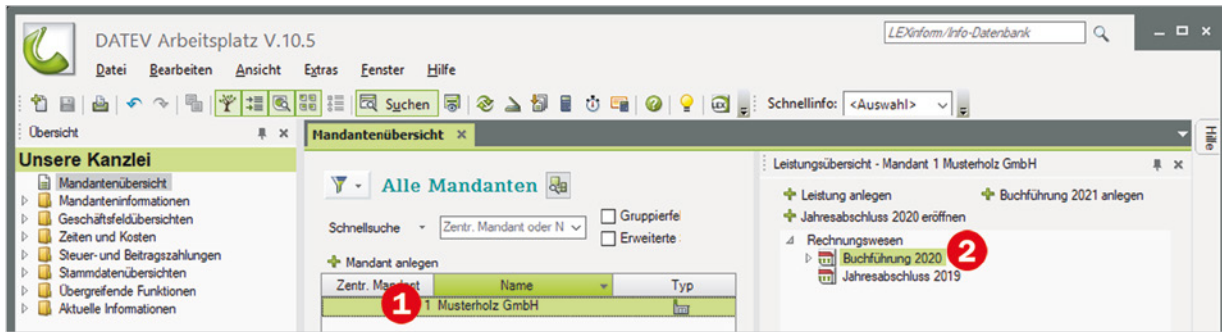 DATEV Arbeitsplatz V.10.5
LEXinform/Info-Datenbank
Datei Bearbeiten Ansicht Extras Fenster Hilfe
Suchen
LEX
Schnellinfo: <Auswahl>
Übersicht
Unsere Kanzlei
Mandantenübersicht
Mandanteninformationen
Geschäftsfeldübersichten
Zeiten und Kosten
Steuer- und Beitragszahlungen
Stammdatenübersichten
Übergreifende Funktionen
Aktuelle Informationen
Mandantenübersicht
Alle Mandanten
Schnellsuche
Zentr. Mandant oder N
Gruppierfel
Erweiterte
Mandant anlegen
Zentr. Mandant Name Typ
1
1 Musterholz GmbH
Leistungsübersicht - Mandant 1 Musterholz GmbH
Leistung anlegen
Buchführung 2021 anlegen
Jahresabschluss 2020 eröffnen
Rechnungswesen
Buchführung 2020
2
Jahresabschluss 2019
Hilfe